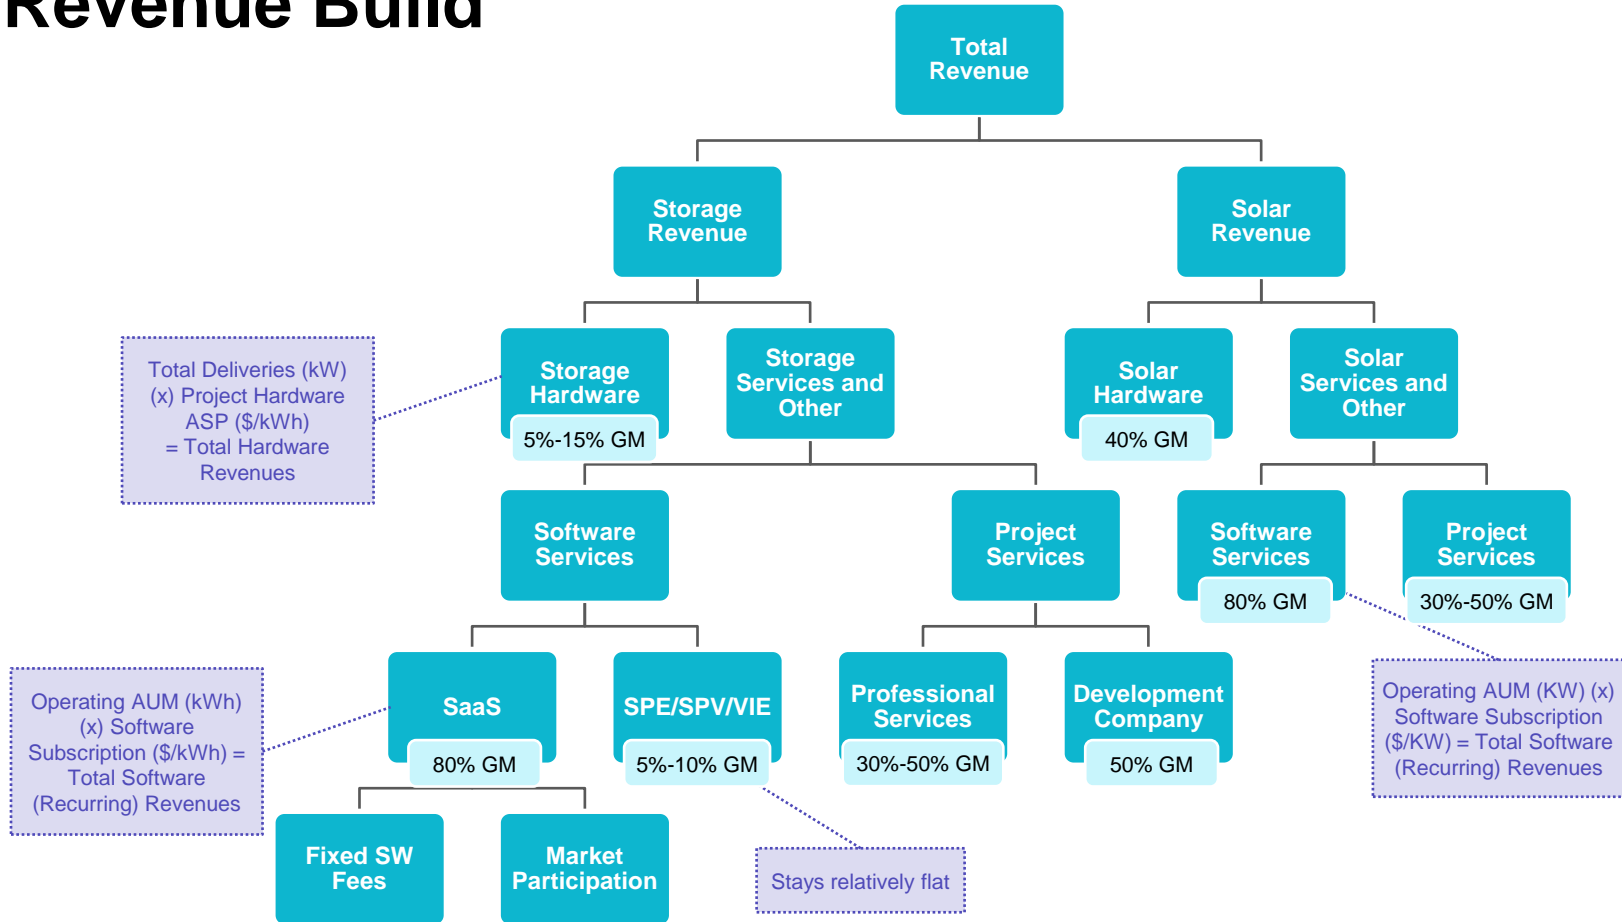 Revenue Build
Total
Revenue
Storage
Revenue
Solar
Revenue
Total Deliveries (kW)
(x) Project Hardware
ASP ($/kWh)
= Total Hardware
Revenues
Storage
Hardware
5%-15% GM
Storage
Services and
Other
Solar
Hardware
40% GM
Solar
Services and
Other
Software
Services
Project
Services
Software
Services
80% GM
Project
Services
30%-50% GM
Operating AUM (kWh)
(x) Software
Subscription ($/kWh) =
Total Software
(Recurring) Revenues
SaaS
80% GM
SPE/SPV/VIE
5%-10% GM
Professional
Services
30%-50% GM
Development
Company
50% GM
Operating AUM (KW) (x)
Software Subscription
($/KW) = Total Software
(Recurring) Revenues
Fixed SW
Fees
Market
Participation
Stays relatively flat